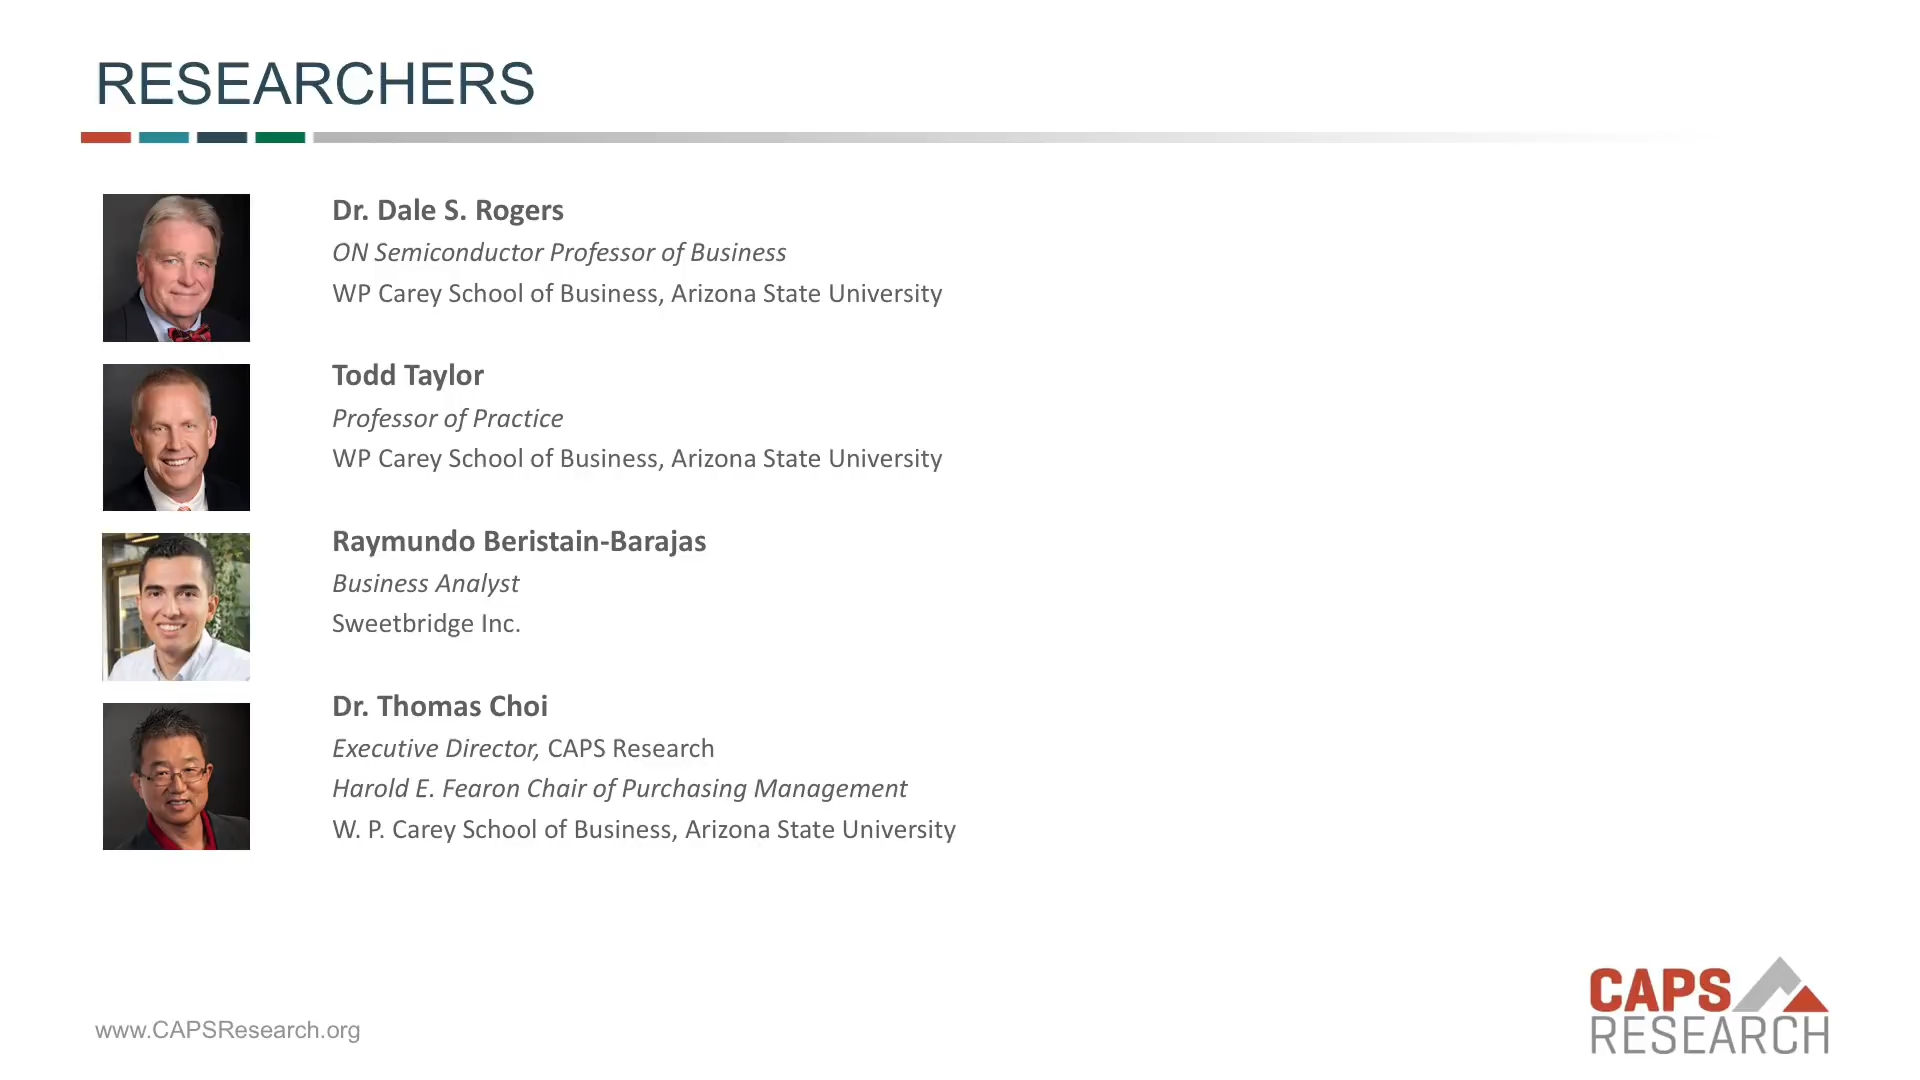 RESEARCHERS
Dr. Dale S. Rogers
ON Semiconductor Professor of Business
WP Carey School of Business, Arizona State University
Todd Taylor
Professor of Practice
WP Carey School of Business, Arizona State University
Raymundo Beristain-Barajas
Business Analyst
Sweetbridge Inc.
Dr. Thomas Choi
Executive Director, CAPS Research
Harold E. Fearon Chair of Purchasing Management
W. P. Carey School of Business, Arizona State University
www.CAPSResearch.org
CAPS
RESEARCH